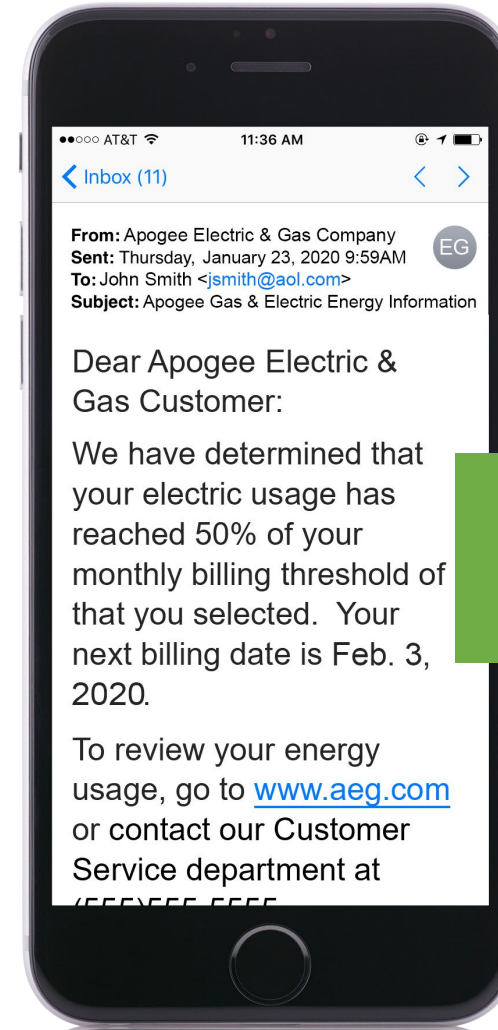 AT&T 11:36 AM
Inbox (11)
From: Apogee Electric & Gas Company
Sent: Thursday, January 23, 2020 9:59AM
EG
To: John Smith <jsmith@aol.com>
Subject: Apogee Gas & Electric Energy Information
Dear Apogee Electric &
Gas Customer:
We have determined that
your electric usage has
reached 50% of your
monthly billing threshold of
that you selected. Your
next billing date is Feb. 3,
2020.
To review your energy
usage, go to www.aeg.com
or contact our Customer
Service department at
(555)555-5555